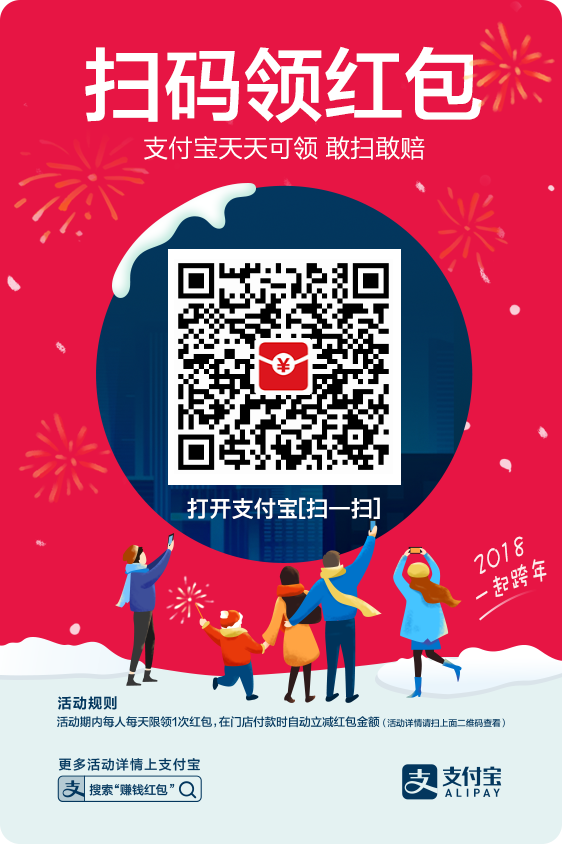 扫码领红包
支付宝天天可领 敢扫敢赔
¥
打开支付宝[扫一扫]
2018
一起跨年
活动规则
活动期内每人每天限领1次红包,在门店付款时自动立减红包金额(活动详情请扫上面二维码查看)
更多活动详情上支付宝
支 搜索“赚钱红包”
支 支付宝
ALIPAY